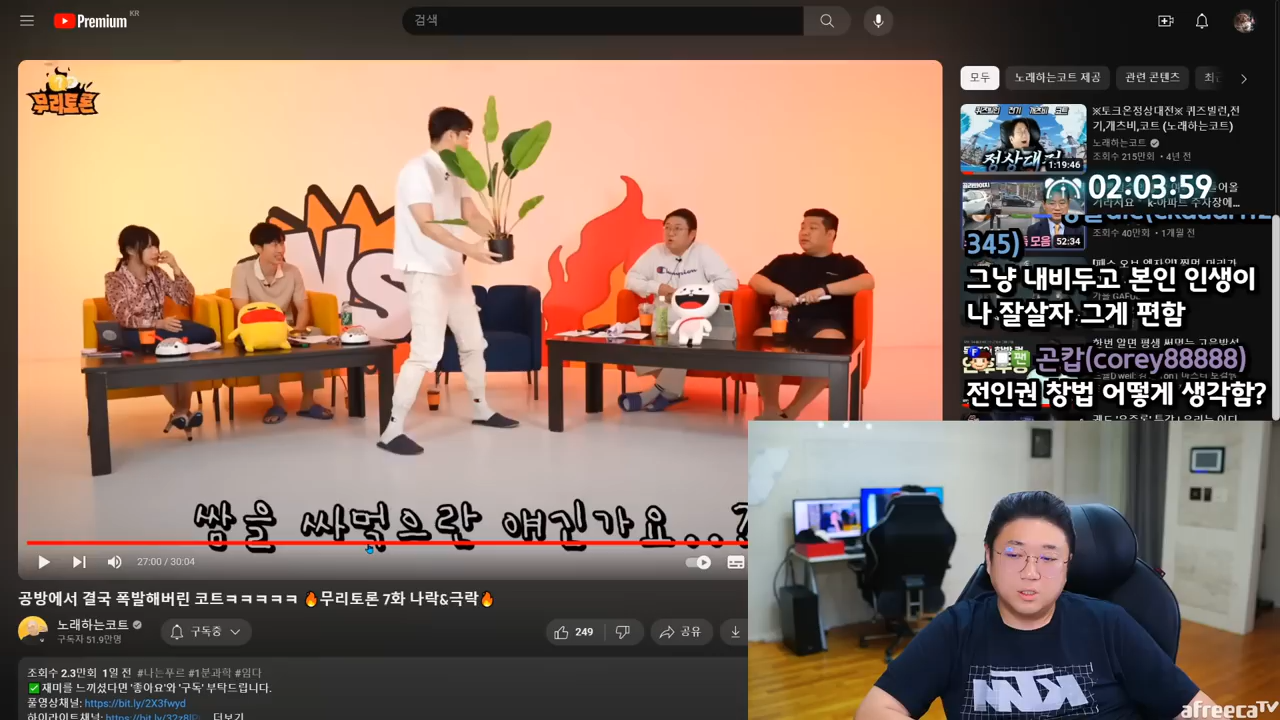 Premium KR
검색
무리토론
VS
쌈을 싸먹으란 얘긴가요..?
27:00 / 30:04
공방에서 결국 폭발해버린 코트ㅋㅋㅋㅋㅋ 🔥무리토론 7화 나락&극락🔥
노래하는코트
구독자 51.9만명
구독중
249
공유
조회수 2.3만회 1일 전 #나는푸르 #1분과학 #임다
✅ 재미를 느끼셨다면 '좋아요'와 '구독' 부탁드립니다.
풀영상채널: https://bit.ly/2X3fwyd
더보기
모두
노래하는코트 제공
관련 콘텐츠
정상대전
1:19:46
※토크온정상대전※ 퀴즈빌런,전
기,개츠비,코트 (노래하는코트)
노래하는코트
조회수 215만회 • 4년 전
02:03:59
52:34
조회수 40만회 • 1개월 전
345)
그냥 내비두고 본인 인생이
나 잘살자 그게 편함
팬 곤캅(corey88888)
전인권 창법 어떻게 생각함?
afreecaTV